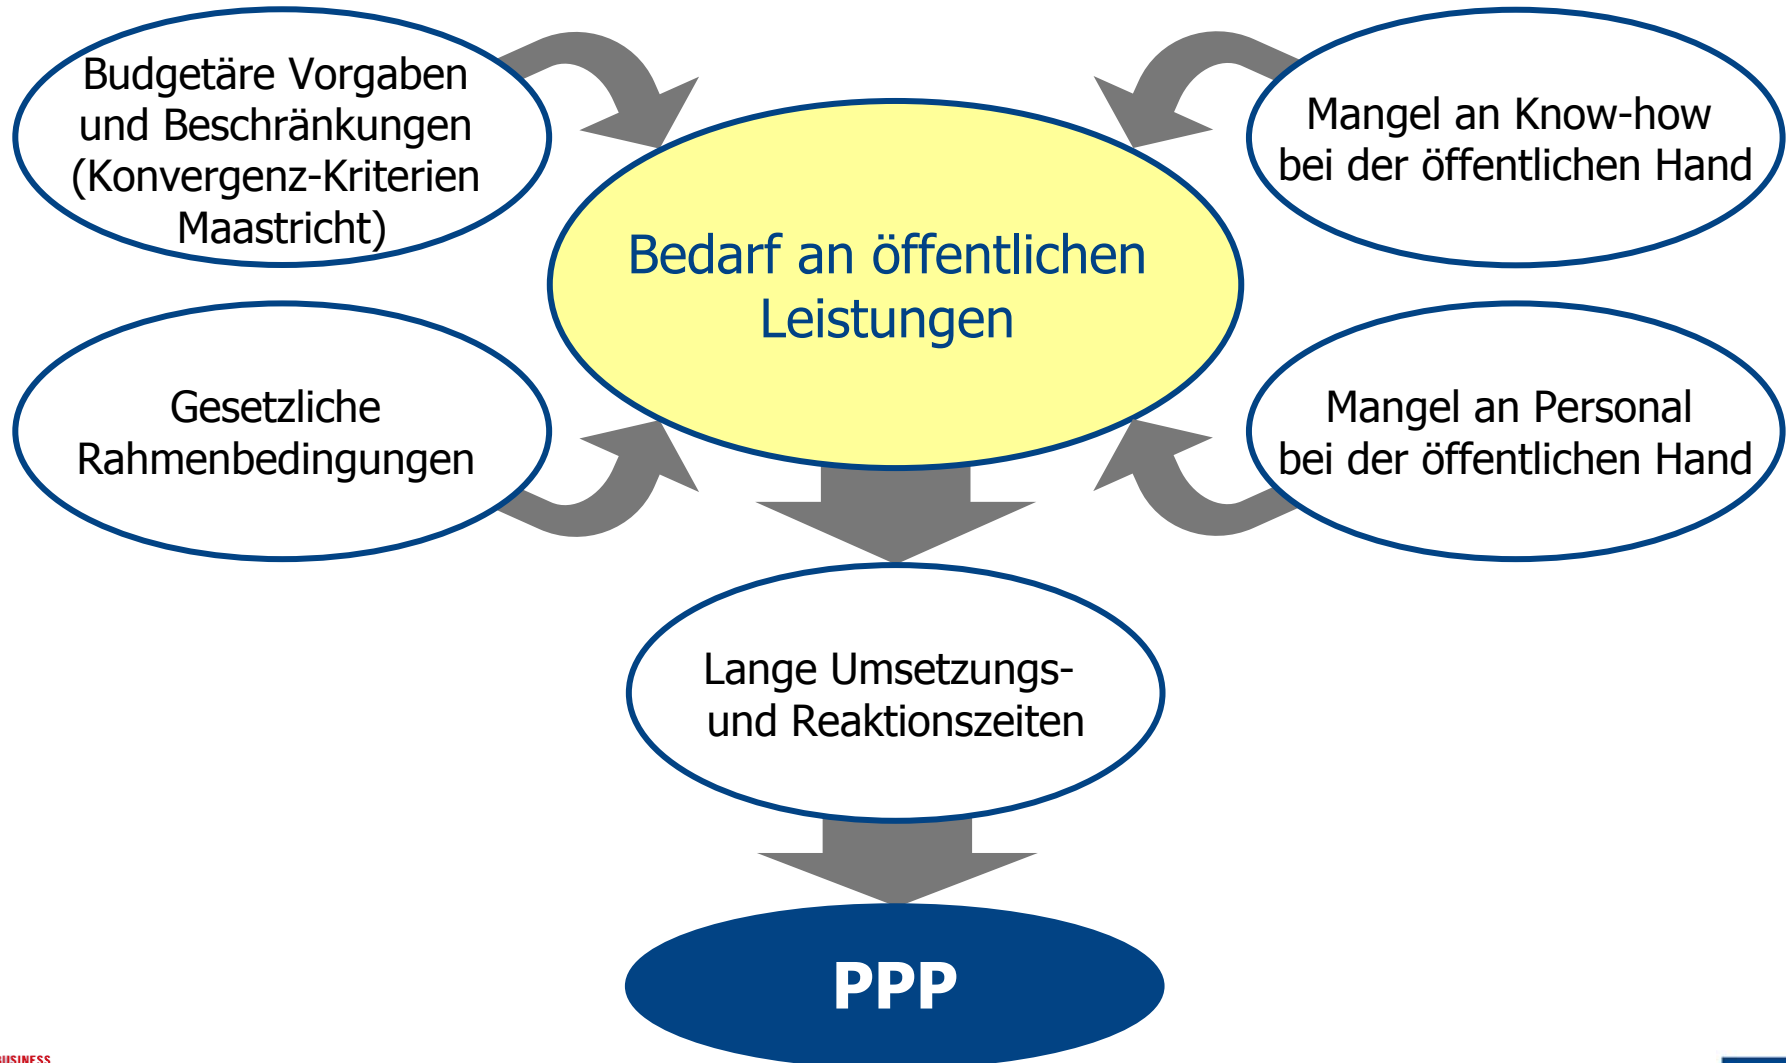 Budgetäre Vorgaben
und Beschränkungen
(Konvergenz-Kriterien
Maastricht)
Mangel an Know-how
bei der öffentlichen Hand
Bedarf an öffentlichen
Leistungen
Gesetzliche
Rahmenbedingungen
Mangel an Personal
bei der öffentlichen Hand
Lange Umsetzungs-
und Reaktionszeiten
PPP
BUSINESS